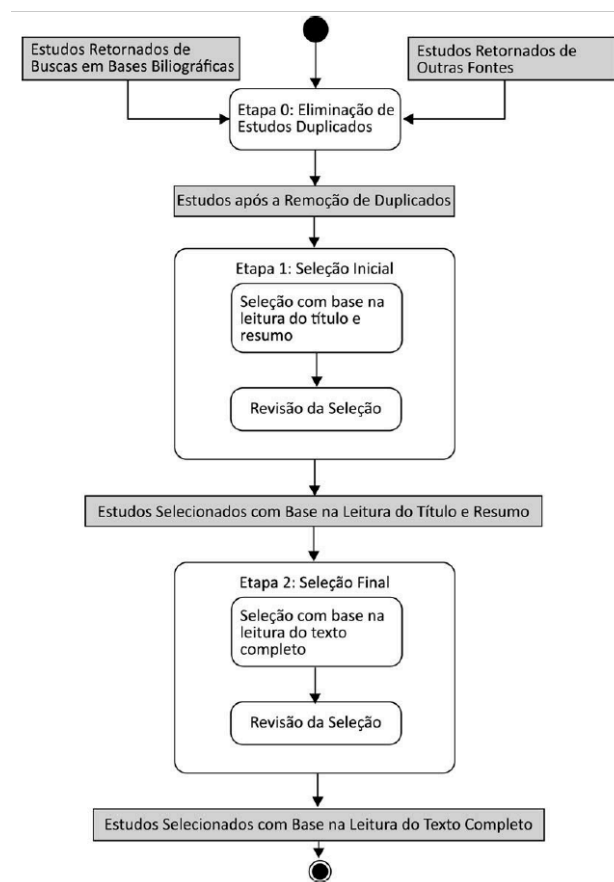 Estudos Retornados de
Buscas em Bases Biliográficas
Estudos Retornados de
Outras Fontes
Etapa 0: Eliminação de
Estudos Duplicados
Estudos após a Remoção de Duplicados
Etapa 1: Seleção Inicial
Seleção com base na
leitura do título e
resumo
Revisão da Seleção
Estudos Selecionados com Base na Leitura do Título e Resumo
Etapa 2: Seleção Final
Seleção com base na
leitura do texto
completo
Revisão da Seleção
Estudos Selecionados com Base na Leitura do Texto Completo